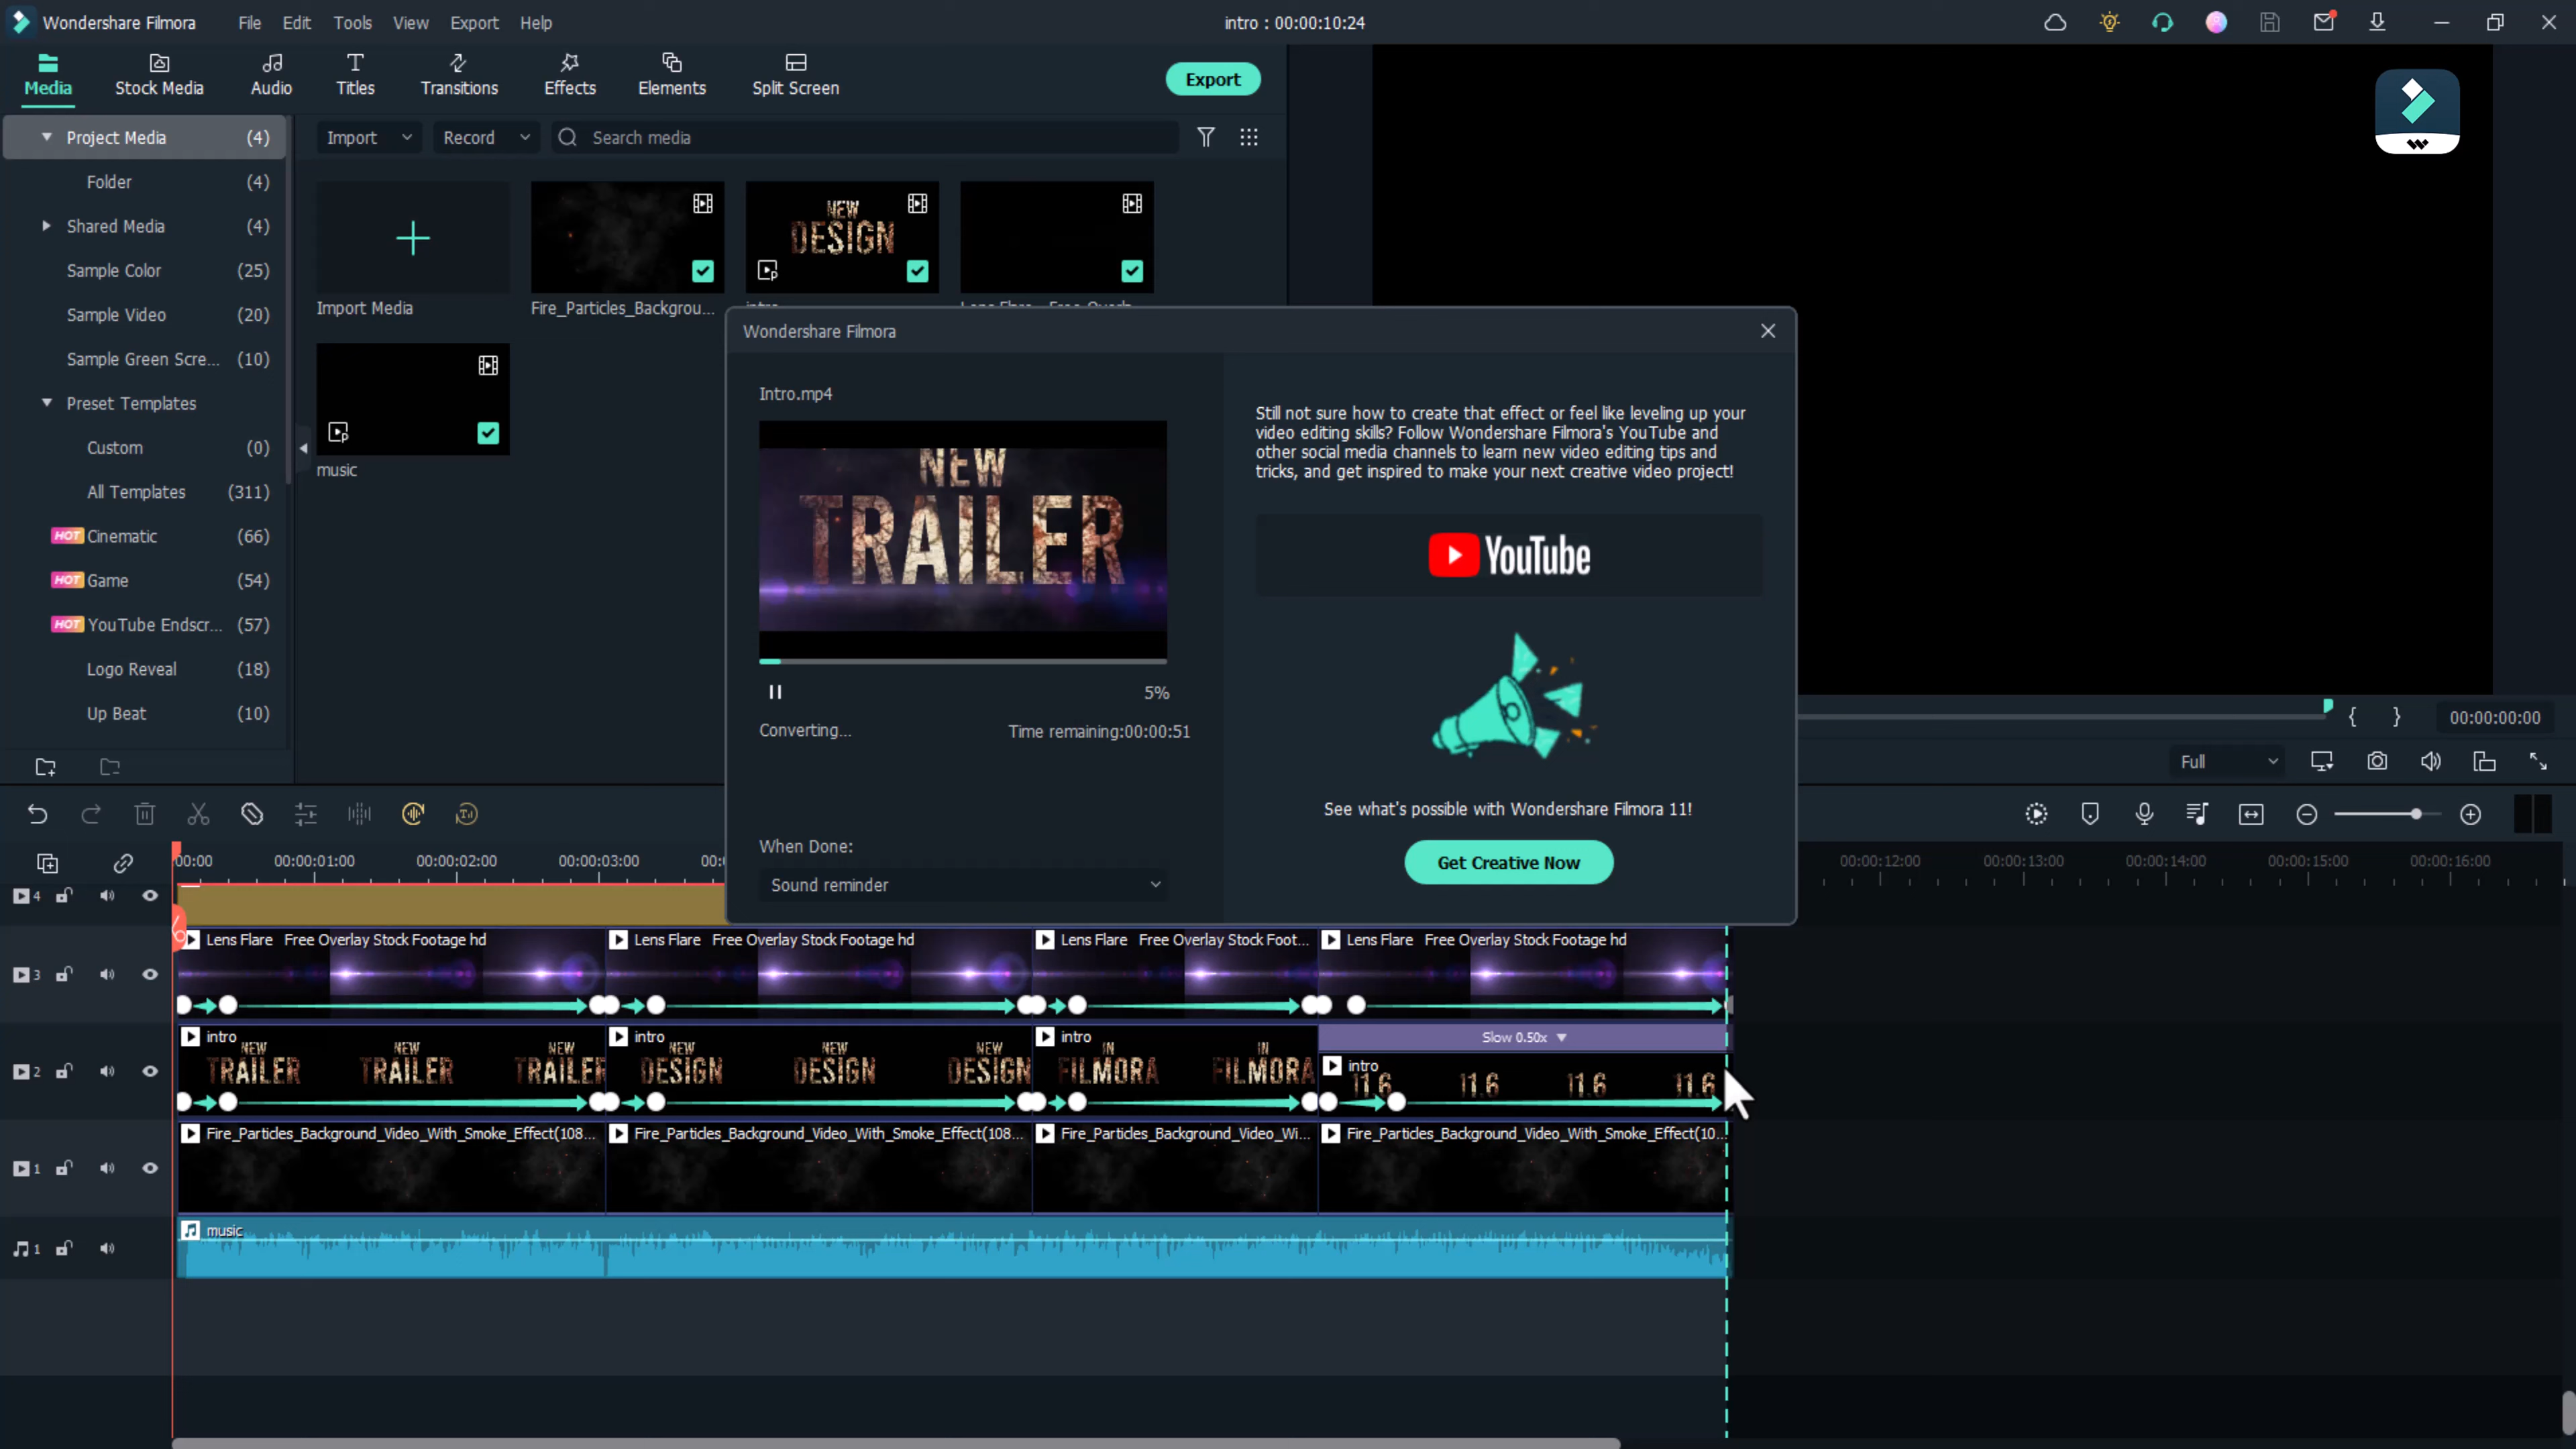 Wondershare Filmora File Edit Tools View Export Help intro : 00:00:10:24
Media Stock Media Audio Titles Transitions Effects Elements Split Screen Export
Project Media (4) Import Record Search media
Folder (4)
Shared Media (4)
Sample Color (25)
Sample Video (20)
Sample Green Scre... (10)
Preset Templates
Custom (0)
All Templates (311)
HOT Cinematic (66)
HOT Game (54)
HOT YouTube Endscr... (57)
Logo Reveal (18)
Up Beat (10)
NEW
DESIGN
Import Media Fire_Particles_Backgrou...
music
Wondershare Filmora
Intro.mp4
NEW
TRAILER
5%
Converting... Time remaining:00:00:51
When Done:
Sound reminder
Still not sure how to create that effect or feel like leveling up your
video editing skills? Follow Wondershare Filmora's YouTube and
other social media channels to learn new video editing tips and
tricks, and get inspired to make your next creative video project!
YouTube
See what's possible with Wondershare Filmora 11!
Get Creative Now
00:00:00:00
Full
00:00 00:00:01:00 00:00:02:00 00:00:03:00 00: 00:00:12:00 00:00:13:00 00:00:14:00 00:00:15:00 00:00:16:00
4
3 Lens Flare Free Overlay Stock Footage hd Lens Flare Free Overlay Stock Footage hd Lens Flare Free Overlay Stock Foot... Lens Flare Free Overlay Stock Footage hd
Slow 0.50x
2 intro intro intro intro
NEW NEW NEW NEW NEW NEW IN IN
TRAILER TRAILER TRAILER DESIGN DESIGN DESIGN FILMORA FILMORA 11.6 11.6 11.6 11.6
1 Fire_Particles_Background_Video_With_Smoke_Effect(108... Fire_Particles_Background_Video_With_Smoke_Effect(108... Fire_Particles_Background_Video_Wi... Fire_Particles_Background_Video_With_Smoke_Effect(10...
1 music